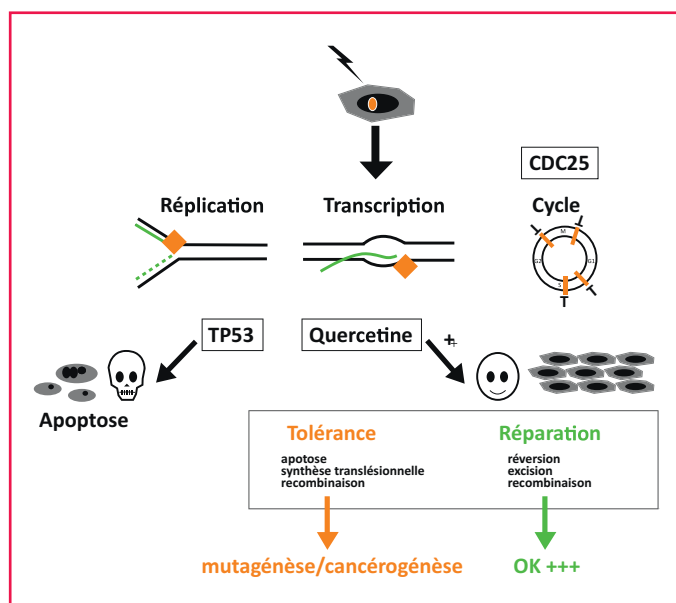 CDC25
Réplication
Transcription
Cycle
M
G2
G1
S
TP53
Quercetine
+
Apoptose
Tolérance
Réparation
apotose
synthèse translésionnelle
recombinaison
réversion
excision
recombinaison
mutagénèse/cancérogénèse
OK +++